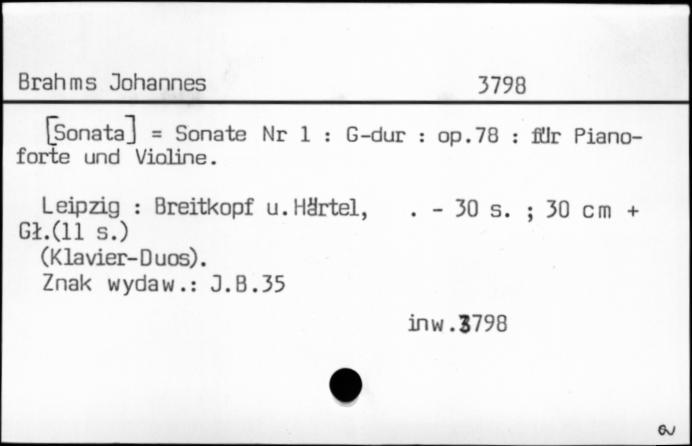 Brahms Johannes 3798
[Sonata] = Sonate Nr 1 : G-dur : op.78 : für Piano-
forte und Violine.
Leipzig : Breitkopf u.Härtel, . - 30 s. ; 30 cm +
Gł.(11 s.)
(Klavier-Duos).
Znak wydaw.: J.B.35
inw.3798